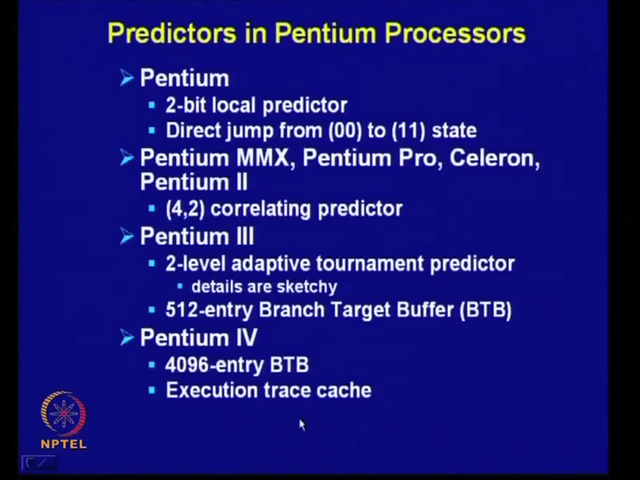 Predictors in Pentium Processors
Pentium
2-bit local predictor
Direct jump from (00) to (11) state
Pentium MMX, Pentium Pro, Celeron,
Pentium II
(4,2) correlating predictor
Pentium III
2-level adaptive tournament predictor
details are sketchy
512-entry Branch Target Buffer (BTB)
Pentium IV
4096-entry BTB
Execution trace cache
NPTEL